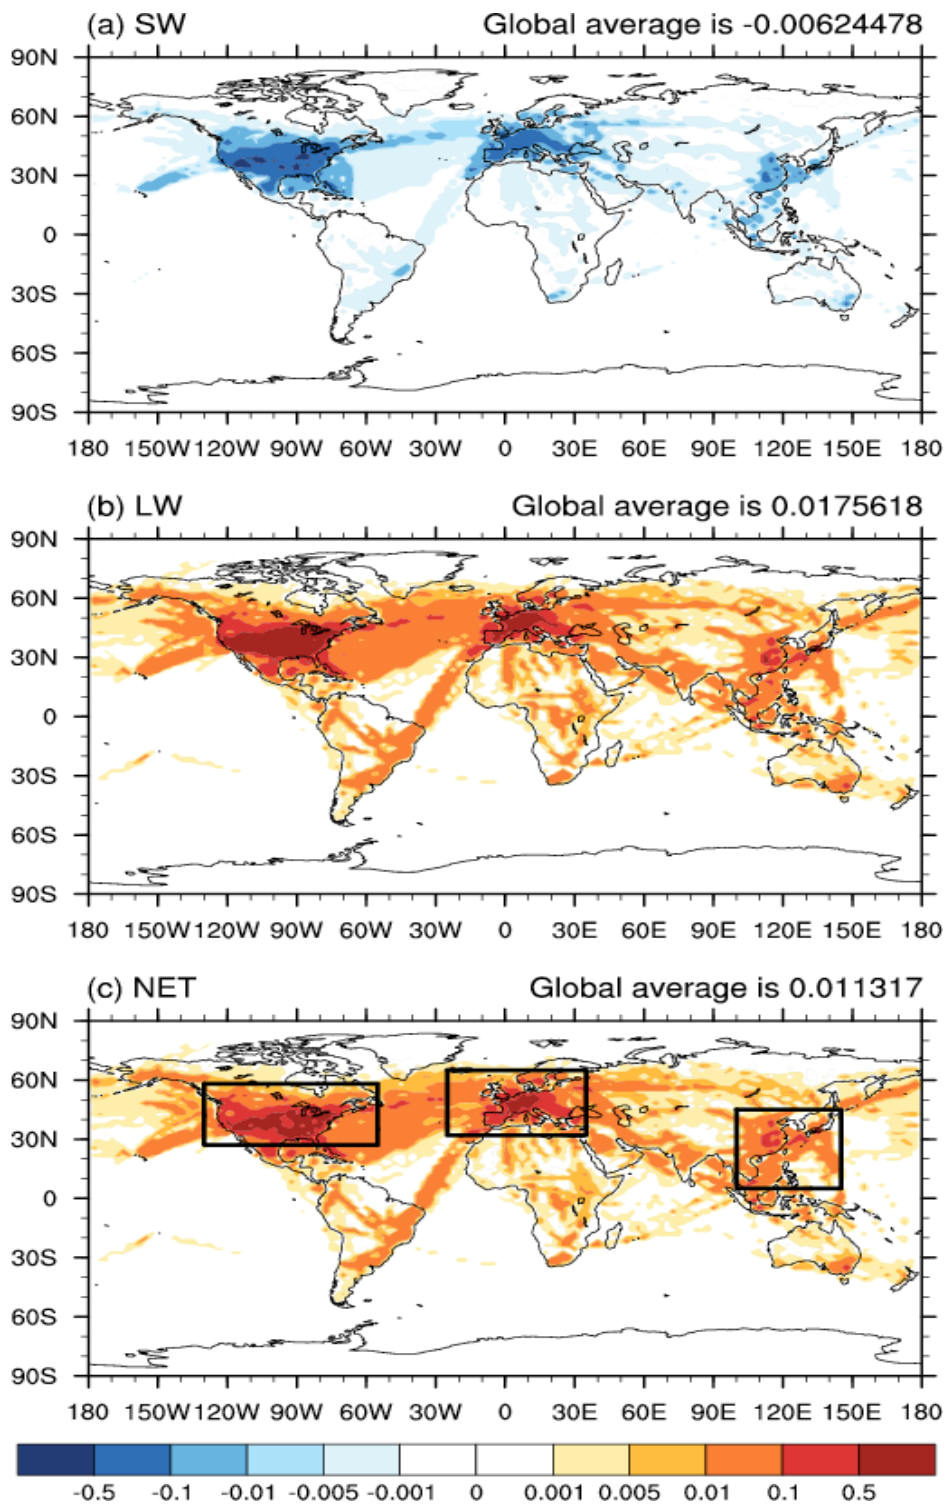 (a) SW Global average is -0.00624478
90N
60N
30N
0
30S
60S
90S
180 150W 120W 90W 60W 30W 0 30E 60E 90E 120E 150E 180
(b) LW Global average is 0.0175618
90N
60N
30N
0
30S
60S
90S
180 150W 120W 90W 60W 30W 0 30E 60E 90E 120E 150E 180
(c) NET Global average is 0.011317
90N
60N
30N
0
30S
60S
90S
180 150W 120W 90W 60W 30W 0 30E 60E 90E 120E 150E 180
-0.5 -0.1 -0.01 -0.005 -0.001 0 0.001 0.005 0.01 0.1 0.5